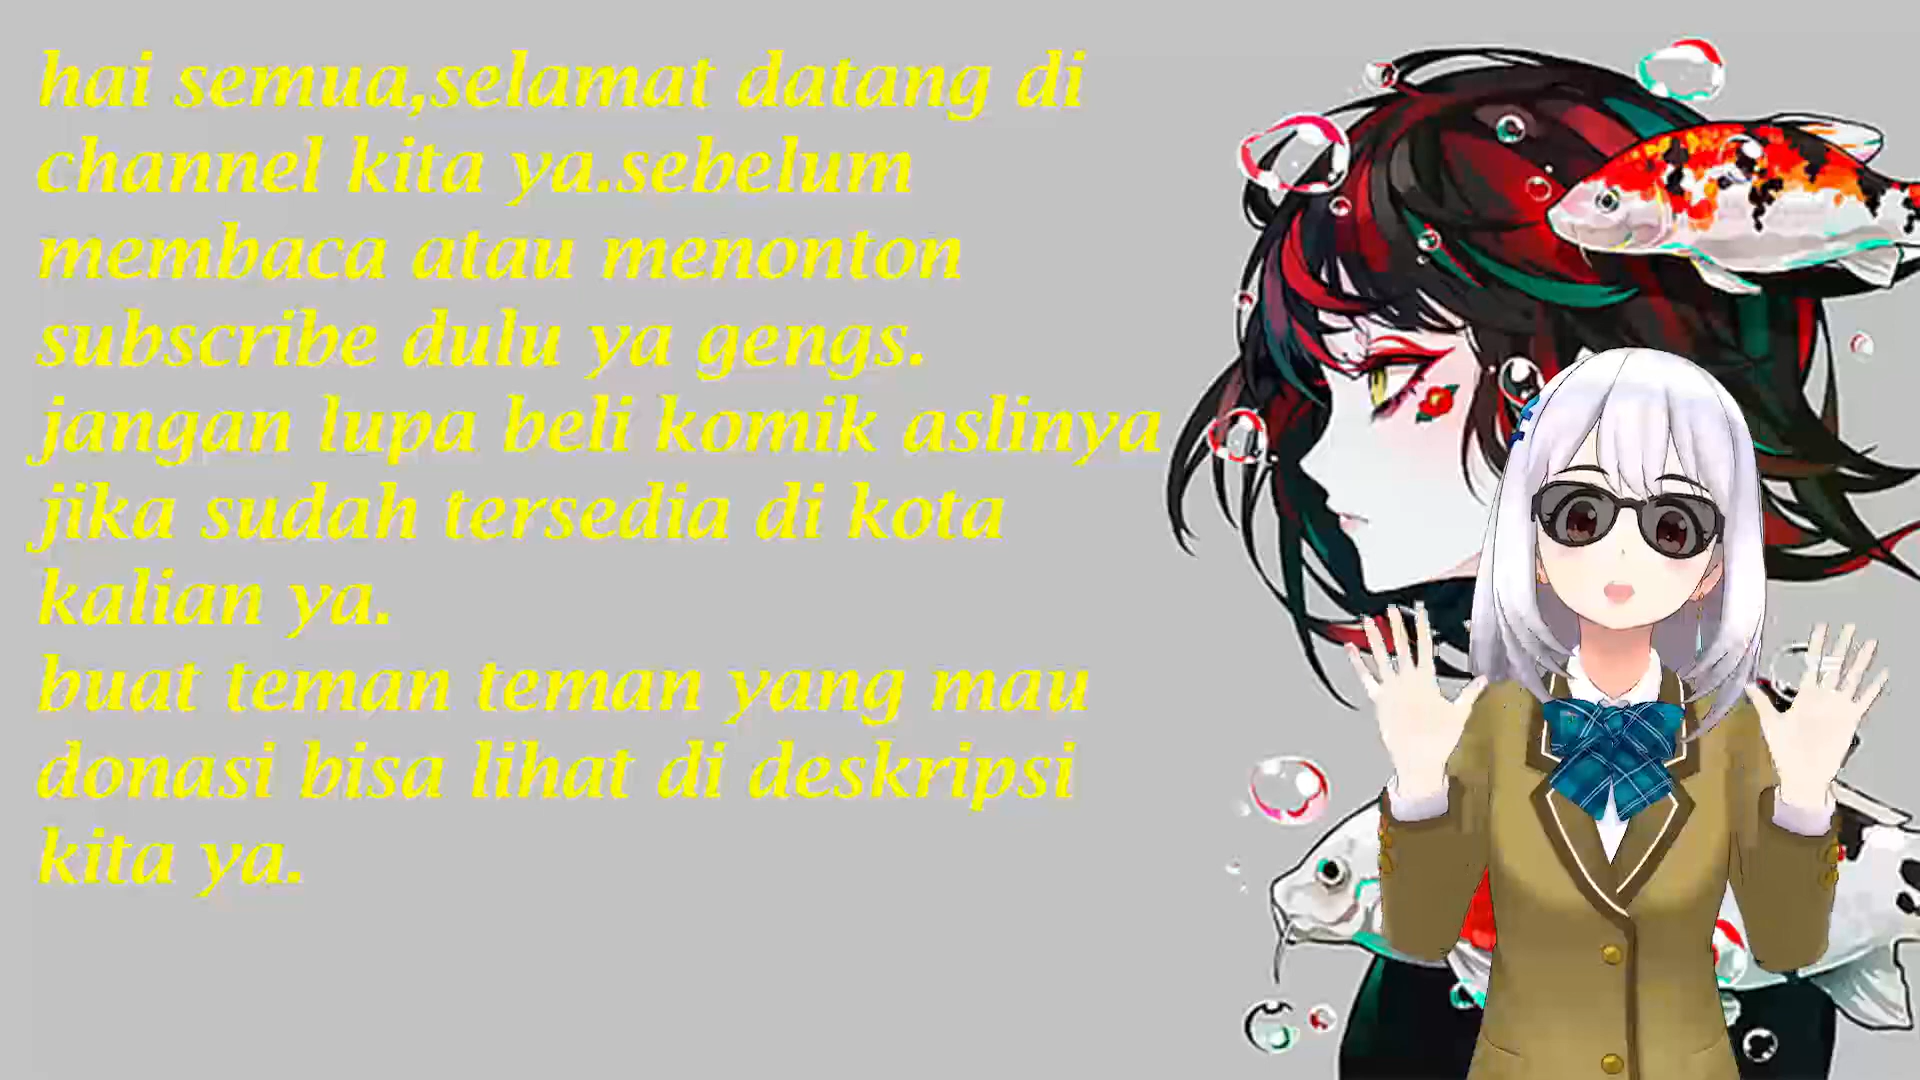 hai semua,selamat datang di
channel kita ya.sebelum
membaca atau menonton
subscribe dulu ya gengs.
jangan lupa beli komik aslinya
jika sudah tersedia di kota
kalian ya.
buat teman teman yang mau
donasi bisa lihat di deskripsi
kita ya.